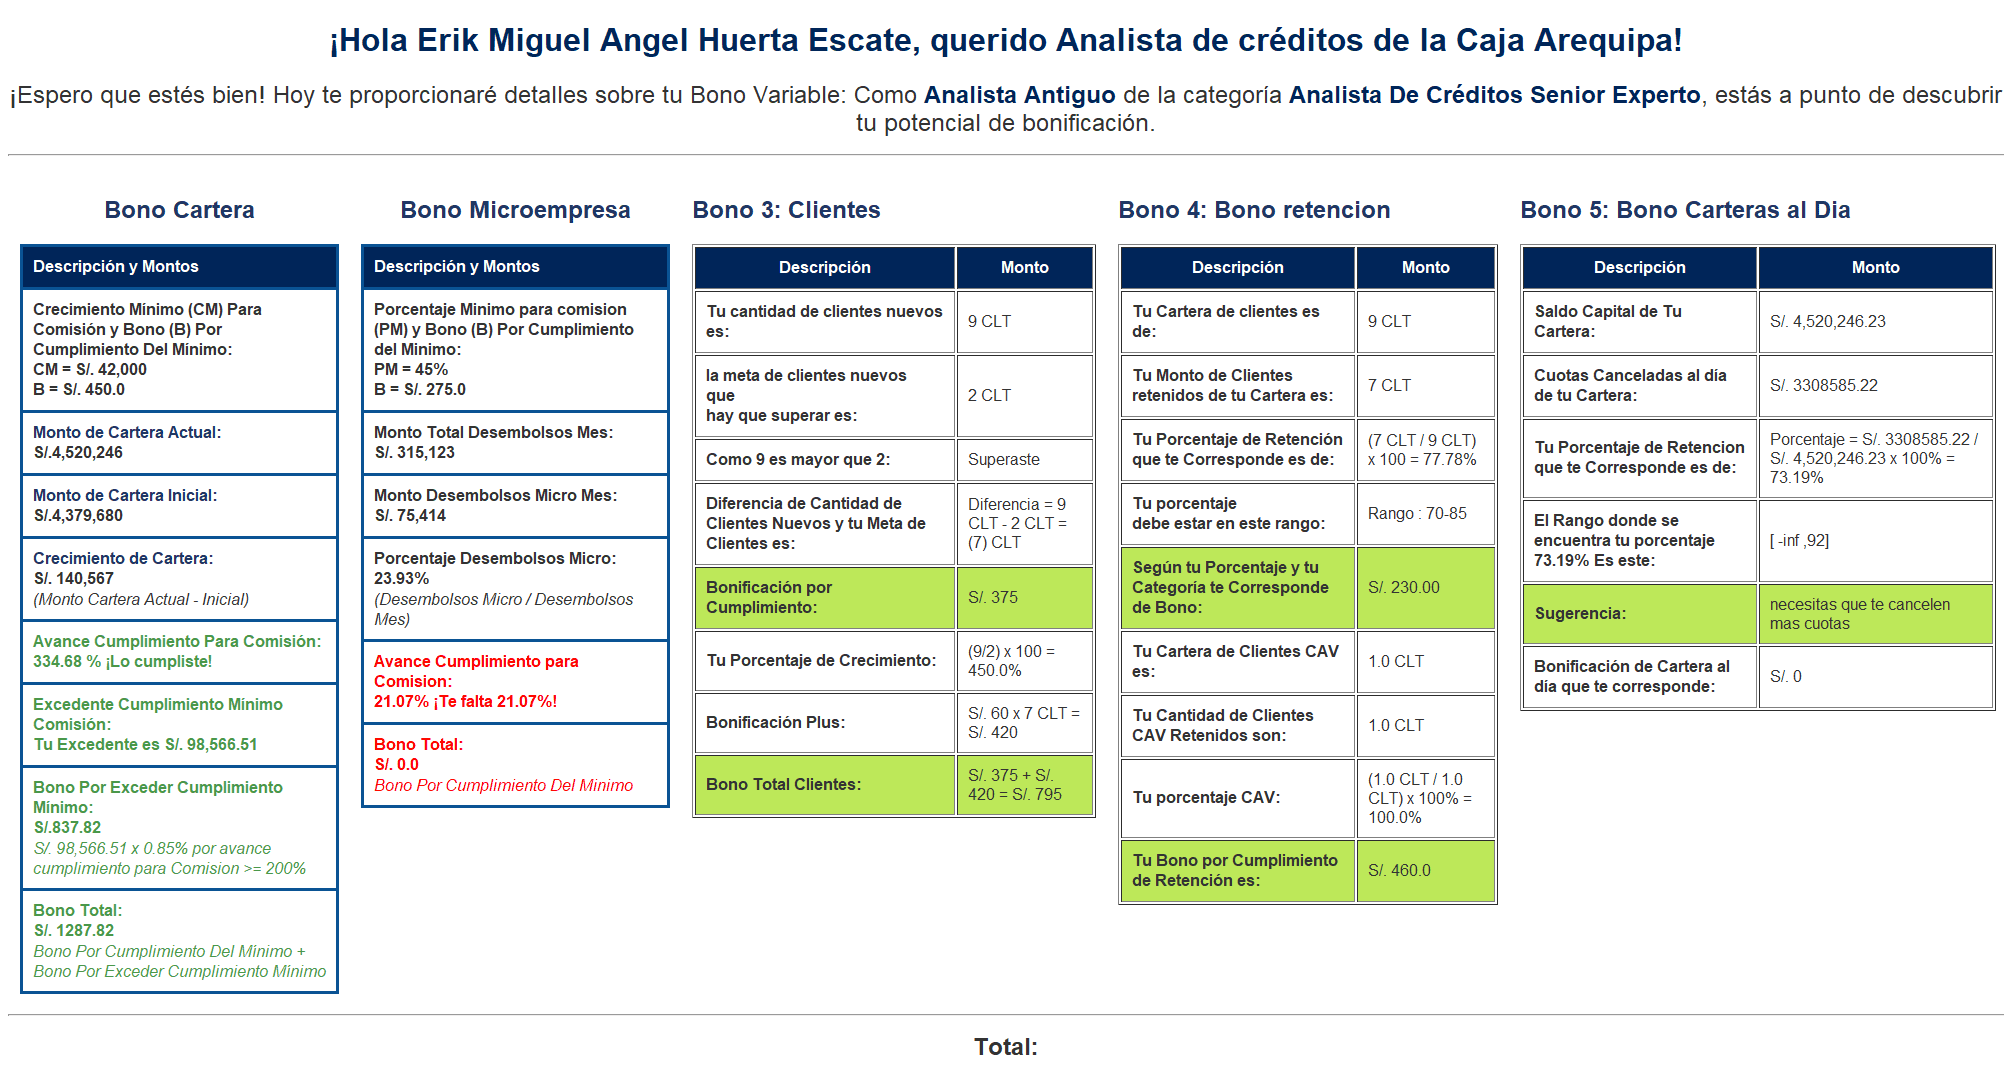 ¡Hola Erik Miguel Angel Huerta Escate, querido Analista de créditos de la Caja Arequipa!
¡Espero que estés bien! Hoy te proporcionaré detalles sobre tu Bono Variable: Como Analista Antiguo de la categoría Analista De Créditos Senior Experto, estás a punto de descubrir
tu potencial de bonificación.
Bono Cartera
Descripción y Montos
Crecimiento Mínimo (CM) Para
Comisión y Bono (B) Por
Cumplimiento Del Mínimo:
CM = S/. 42,000
B = S/. 450.0
Monto de Cartera Actual:
S/.4,520,246
Monto de Cartera Inicial:
S/.4,379,680
Crecimiento de Cartera:
S/. 140,567
(Monto Cartera Actual - Inicial)
Avance Cumplimiento Para Comisión:
334.68 % ¡Lo cumpliste!
Excedente Cumplimiento Mínimo
Comisión:
Tu Excedente es S/. 98,566.51
Bono Por Exceder Cumplimiento
Mínimo:
S/.837.82
S/. 98,566.51 x 0.85% por avance
cumplimiento para Comision >= 200%
Bono Total:
S/. 1287.82
Bono Por Cumplimiento Del Mínimo +
Bono Por Exceder Cumplimiento Mínimo
Bono Microempresa
Descripción y Montos
Porcentaje Minimo para comision
(PM) y Bono (B) Por Cumplimiento
del Minimo:
PM = 45%
B = S/. 275.0
Monto Total Desembolsos Mes:
S/. 315,123
Monto Desembolsos Micro Mes:
S/. 75,414
Porcentaje Desembolsos Micro:
23.93%
(Desembolsos Micro / Desembolsos
Mes)
Avance Cumplimiento para
Comision:
21.07% ¡Te falta 21.07%!
Bono Total:
S/. 0.0
Bono Por Cumplimiento Del Minimo
Bono 3: Clientes
Descripción Monto
Tu cantidad de clientes nuevos
es:
9 CLT
la meta de clientes nuevos
que
hay que superar es:
2 CLT
Como 9 es mayor que 2: Superaste
Diferencia de Cantidad de
Clientes Nuevos y tu Meta de
Clientes es:
Diferencia = 9
CLT - 2 CLT =
(7) CLT
Bonificación por
Cumplimiento:
S/. 375
Tu Porcentaje de Crecimiento:
(9/2) x 100 =
450.0%
Bonificación Plus:
S/. 60 x 7 CLT =
S/. 420
Bono Total Clientes:
S/. 375 + S/.
420 = S/. 795
Bono 4: Bono retencion
Descripción Monto
Tu Cartera de clientes es
de:
9 CLT
Tu Monto de Clientes
retenidos de tu Cartera es:
7 CLT
Tu Porcentaje de Retención
que te Corresponde es de:
(7 CLT / 9 CLT)
x 100 = 77.78%
Tu porcentaje
debe estar en este rango:
Rango : 70-85
Según tu Porcentaje y tu
Categoría te Corresponde
de Bono:
S/. 230.00
Tu Cartera de Clientes CAV
es:
1.0 CLT
Tu Cantidad de Clientes
CAV Retenidos son:
1.0 CLT
Tu porcentaje CAV:
(1.0 CLT / 1.0
CLT) x 100% =
100.0%
Tu Bono por Cumplimiento
de Retención es:
S/. 460.0
Bono 5: Bono Carteras al Dia
Descripción Monto
Saldo Capital de Tu
Cartera:
S/. 4,520,246.23
Cuotas Canceladas al día
de tu Cartera:
S/. 3308585.22
Tu Porcentaje de Retencion
que te Corresponde es de:
Porcentaje = S/. 3308585.22 /
S/. 4,520,246.23 x 100% =
73.19%
El Rango donde se
encuentra tu porcentaje
73.19% Es este:
[ -inf ,92]
Sugerencia:
necesitas que te cancelen
mas cuotas
Bonificación de Cartera al
día que te corresponde:
S/. 0
Total: